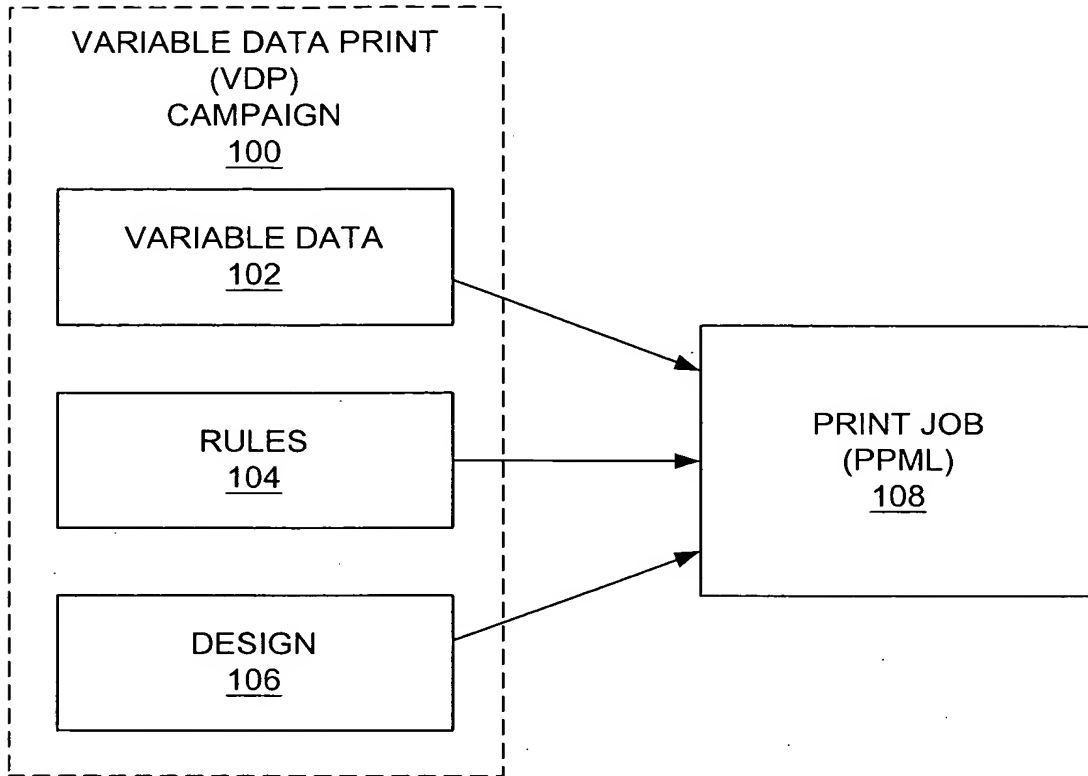 VARIABLE DATA PRINT
(VDP)
CAMPAIGN
100
VARIABLE DATA
102
RULES
104
DESIGN
106
PRINT JOB
(PPML)
108